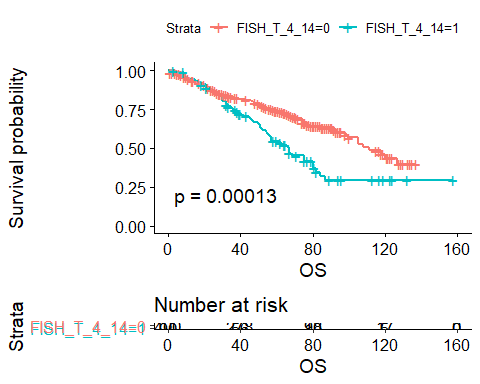 Strata FISH_T_4_14=0 FISH_T_4_14=1
Survival probability
1.00
0.75
0.50
0.25
0.00
p = 0.00013
0 40 80 120 160
OS
Number at risk
Strata
0 40 80 120 160
OS